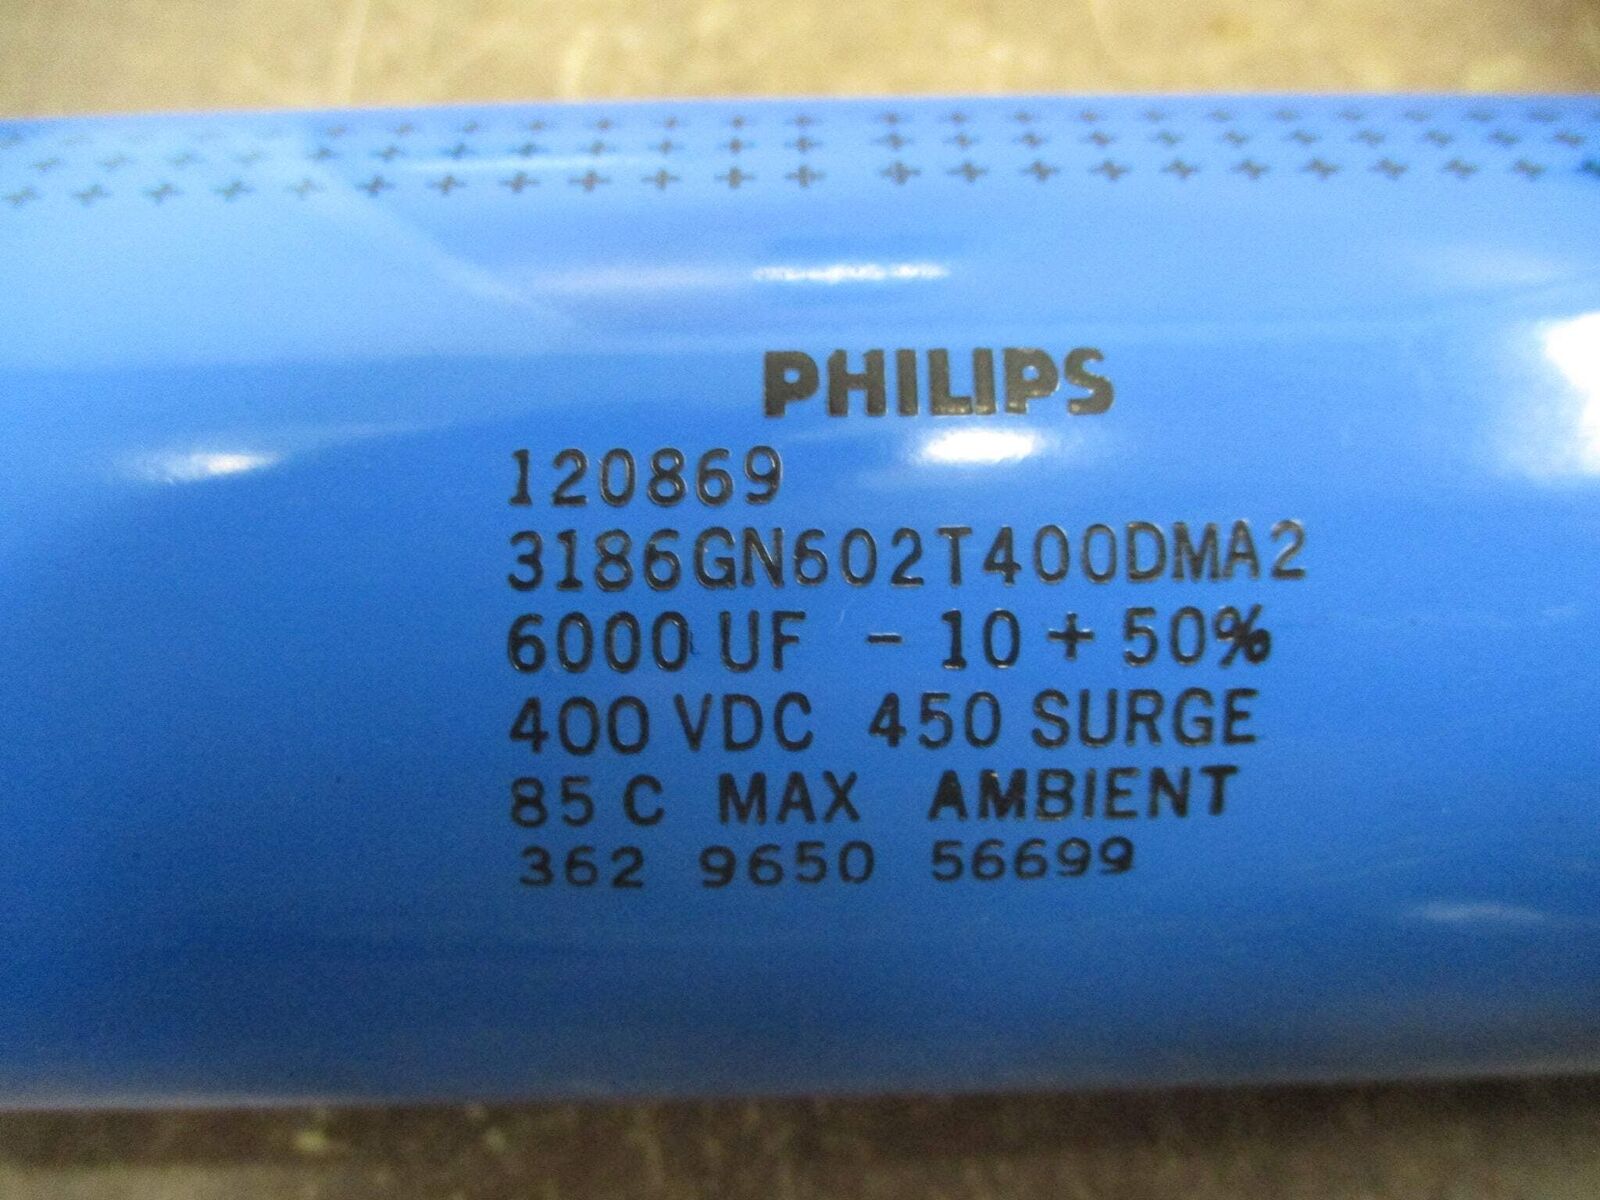 PHILIPS
120869
3186GN602T400DMA2
6000 UF - 10 + 50%
400 VDC 450 SURGE
85 C MAX AMBIENT
362 9650 56699